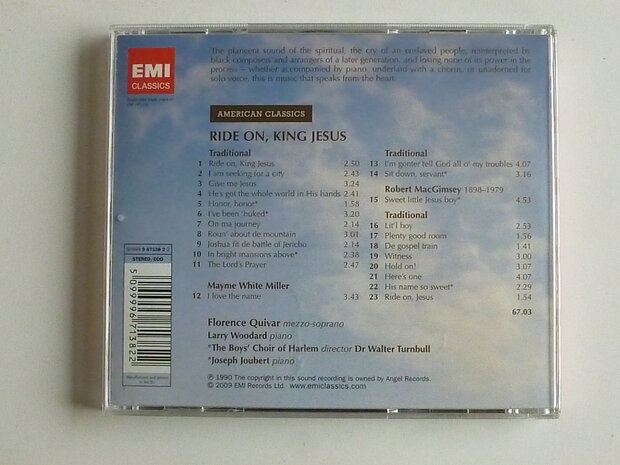 The plangent sound of the spiritual, the cry of an enslaved people, reinterpreted by
black composers and arrangers of a later generation, and losing none of its power in the
process – whether accompanied by piano, underlaid with a chorus, or unadorned for
solo voice, this is music that speaks from the heart.
EMI
CLASSICS
AMERICAN CLASSICS
RIDE ON, KING JESUS
Traditional
1 Ride on, King Jesus 2.50
2 I am seeking for a city 2.43
3 Give me Jesus 3.24
4 He's got the whole world in His hands 2.41
5 Honor, honor* 1.58
6 I've been 'buked* 3.20
7 On ma journey 2.14
8 Roun' about de mountain 3.01
9 Joshua fit de battle of Jericho 2.14
10 In bright mansions above* 2.38
11 The Lord's Prayer 2.47
Mayme White Miller
12 I love the name 3.43
Traditional
13 I'm gonter tell God all o' my troubles 4.07
14 Sit down, servant* 3.16
Robert MacGimsey 1898–1979
15 Sweet little Jesus boy* 4.53
Traditional
16 Lit'l boy 2.53
17 Plenty good room 1.56
18 De gospel train 1.41
19 Witness 3.00
20 Hold on! 3.07
21 Here's one 4.07
22 His name so sweet* 2.29
23 Ride on, Jesus 1.54
67.03
Florence Quivar mezzo-soprano
Larry Woodard piano
*The Boys' Choir of Harlem director Dr Walter Turnbull
*Joseph Joubert piano
℗ 1990 The copyright in this sound recording is owned by Angel Records.
© 2009 EMI Records Ltd. www.emiclassics.com
STEREO/DDD
5 099996 713822